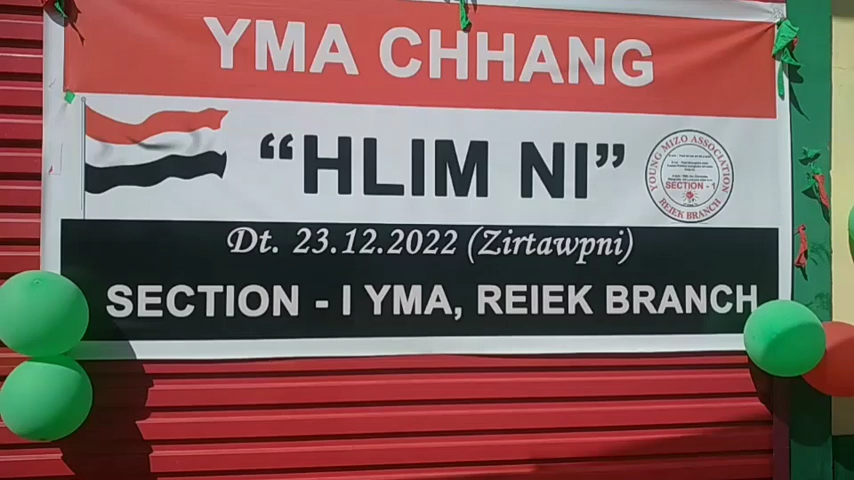 YMA CHHANG
“HLIM NI”
YOUNG MIZO ASSOCIATION
SECTION - 1
REIEK BRANCH
Dt. 23.12.2022 (Zirtawpni)
SECTION - I YMA, REIEK BRANCH